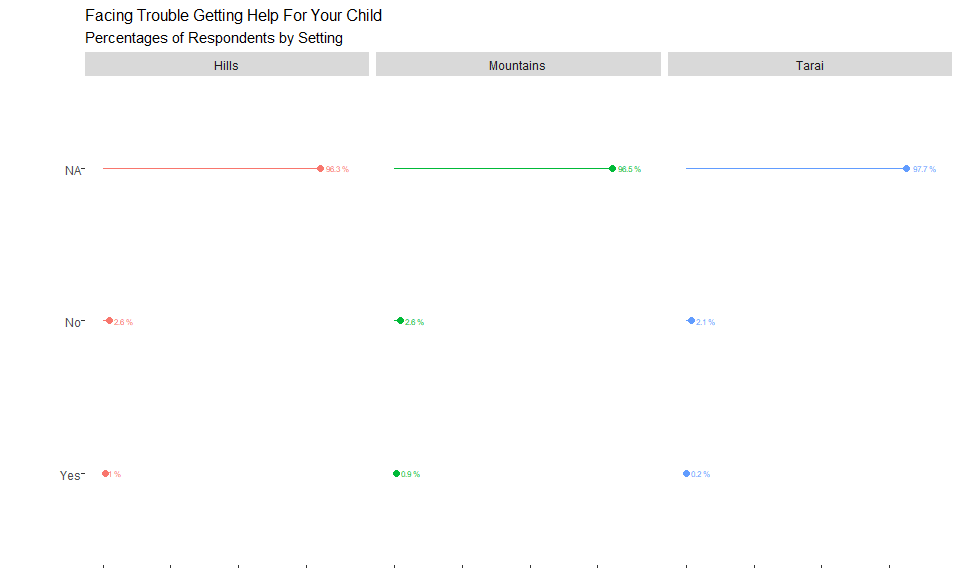 Facing Trouble Getting Help For Your Child
Percentages of Respondents by Setting
Hills Mountains Tarai
NA 96.3 % 96.5 % 97.7 %
No 2.6 % 2.6 % 2.1 %
Yes 1 % 0.9 % 0.2 %